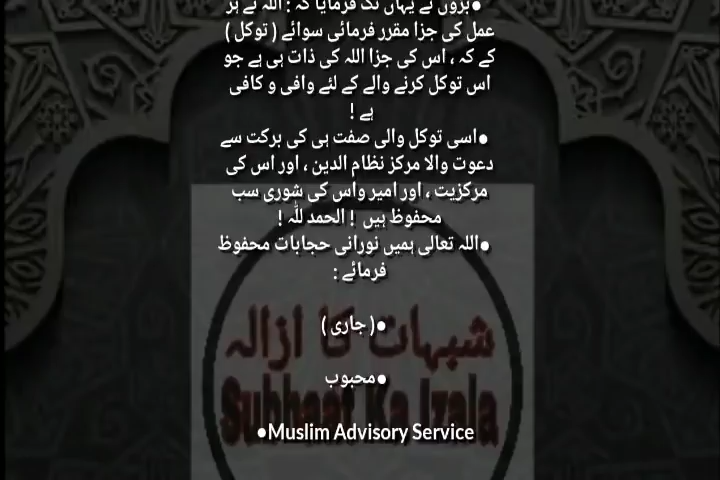 ●بڑوں نے یہاں تک فرمایا کہ : اللہ نے ہر
عمل کی جزا مقرر فرمائی سوائے ( توکل )
کے کہ ، اس کی جزا اللہ کی ذات ہی ہے جو
اس توکل کرنے والے کے لئے وافی و کافی
ہے !
●اسی توکل والی صفت ہی کی برکت سے
دعوت والا مرکز نظام الدین ، اور اس کی
مرکزیت ، اور امیر واس کی شوری سب
محفوظ ہیں ! الحمد للّٰہ !
●اللہ تعالی ہمیں نورانی حجابات محفوظ
فرمائے :
●( جاری )
●محبوب
●Muslim Advisory Service
شبہات کا ازالہ
Subhaat Ka Izala